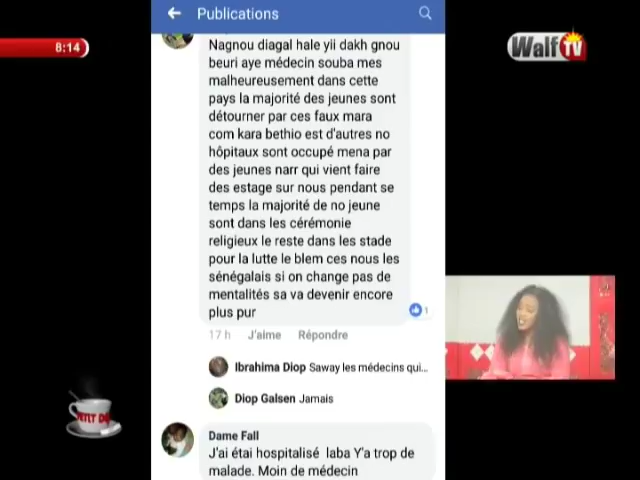 Publications
8:14
Walf TV
Nagnou diagal hale yii dakh gnou
beuri aye médecin souba mes
malheureusement dans cette
pays la majorité des jeunes sont
détourner par ces faux mara
com kara bethio est d'autres no
hôpitaux sont occupé mena par
des jeunes narr qui vient faire
des estage sur nous pendant se
temps la majorité de no jeune
sont dans les cérémonie
religieux le reste dans les stade
pour la lutte le blem ces nous les
sénégalais si on change pas de
mentalités sa va devenir encore
plus pur
1
17 h J'aime Répondre
Ibrahima Diop Saway les médecins qui...
Diop Galsen Jamais
PETIT DÉJ
Dame Fall
J'ai étai hospitalisé laba Y'a trop de
malade. Moin de médecin